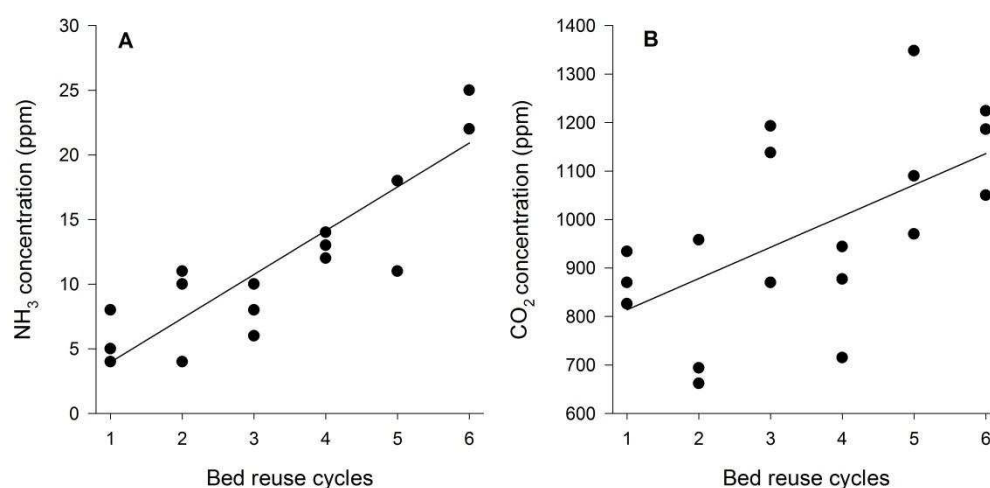 A
NH3 concentration (ppm)
30
25
20
15
10
5
0
1 2 3 4 5 6
Bed reuse cycles
B
CO2 concentration (ppm)
1400
1300
1200
1100
1000
900
800
700
600
1 2 3 4 5 6
Bed reuse cycles